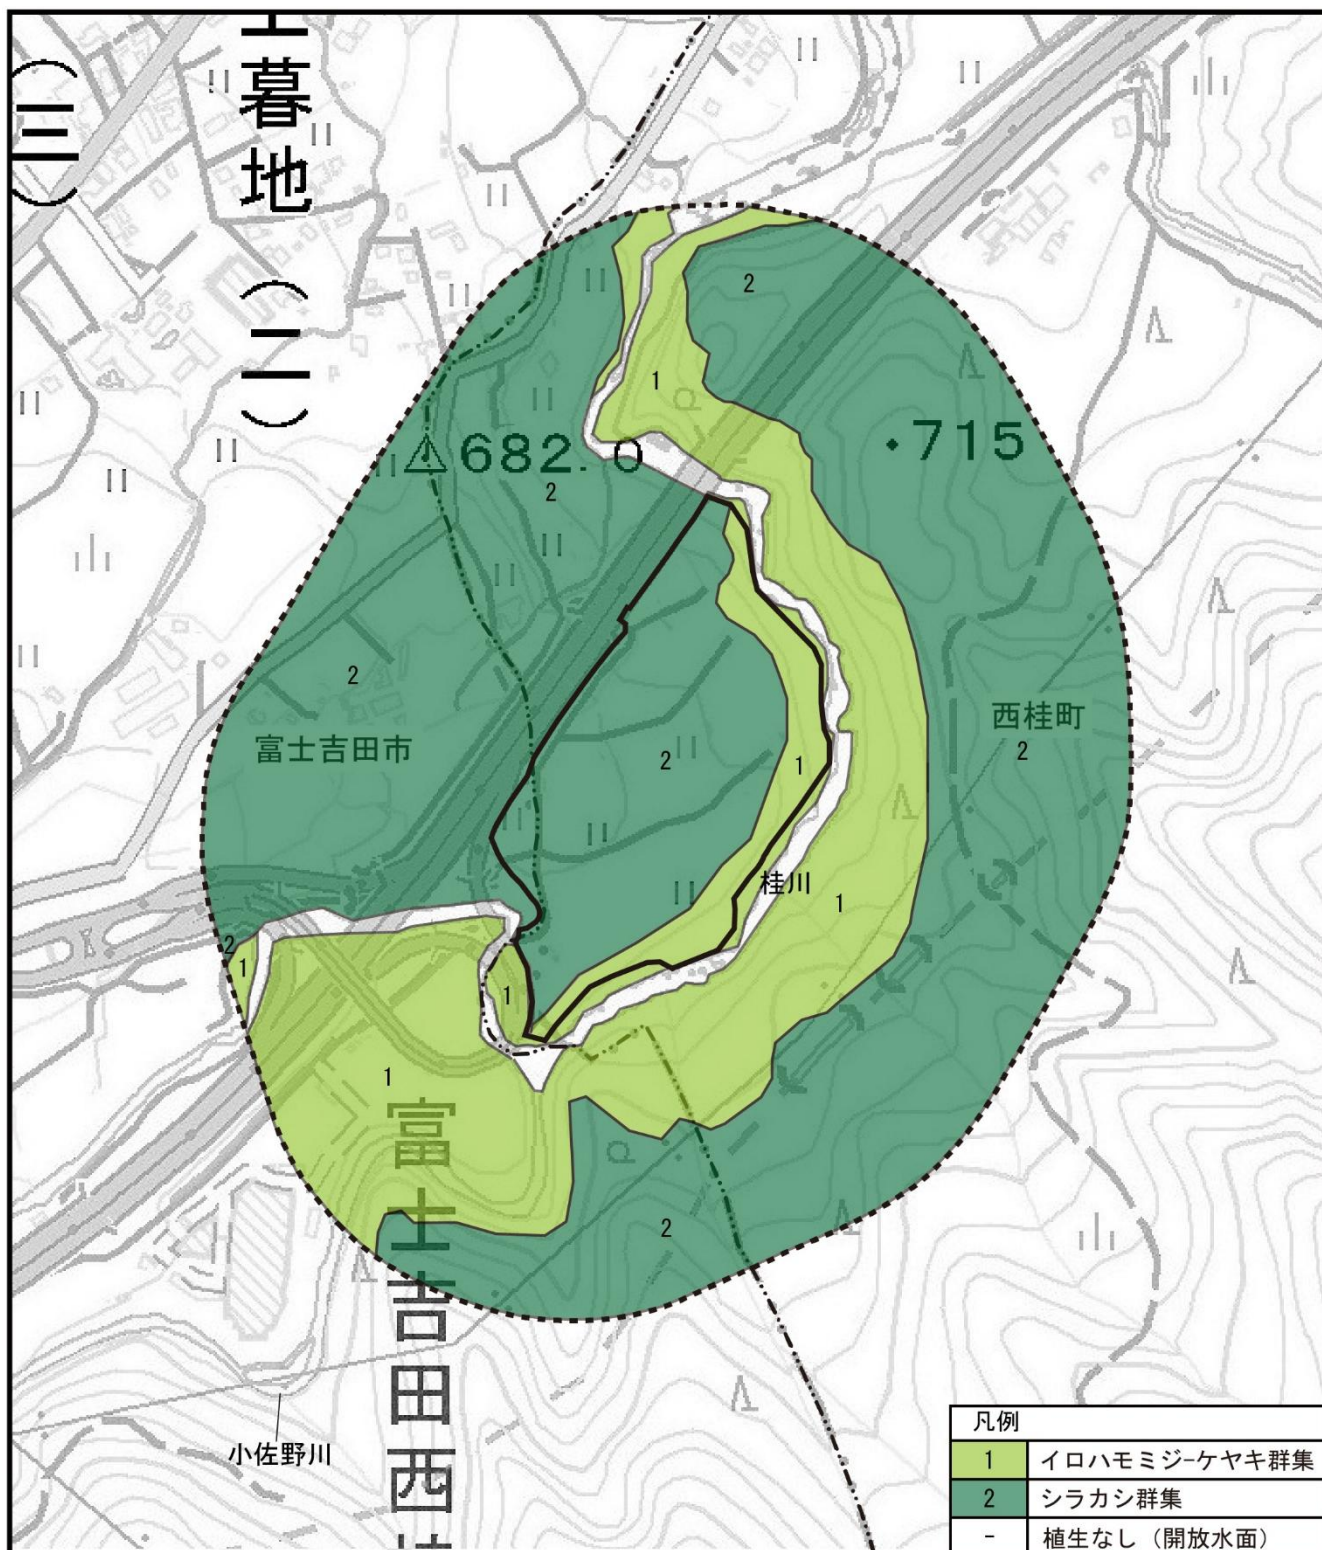 上暮地(二)
(三)
2
1
△682.0
・715
2
2
富士吉田市
西桂町
2
2
1
桂川
1
2
1
1
1
富士吉田西桂
2
小佐野川
凡例
1 イロハモミジ-ケヤキ群集
2 シラカシ群集
- 植生なし（開放水面）